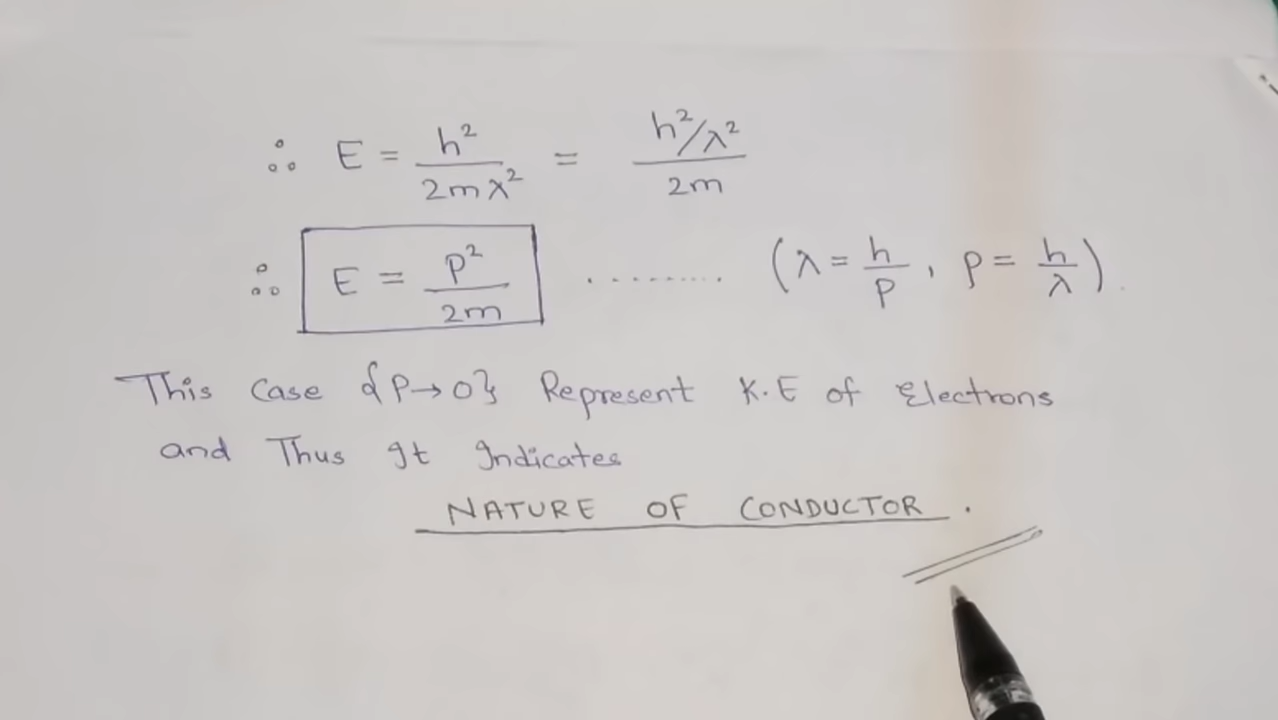 ∴ E = h²/2mλ² = h²/λ²/2m
∴ E = p²/2m ......... (λ = h/p, p = h/λ)
This Case {P→0} Represent K.E of Electrons
and Thus It Indicates
NATURE OF CONDUCTOR.